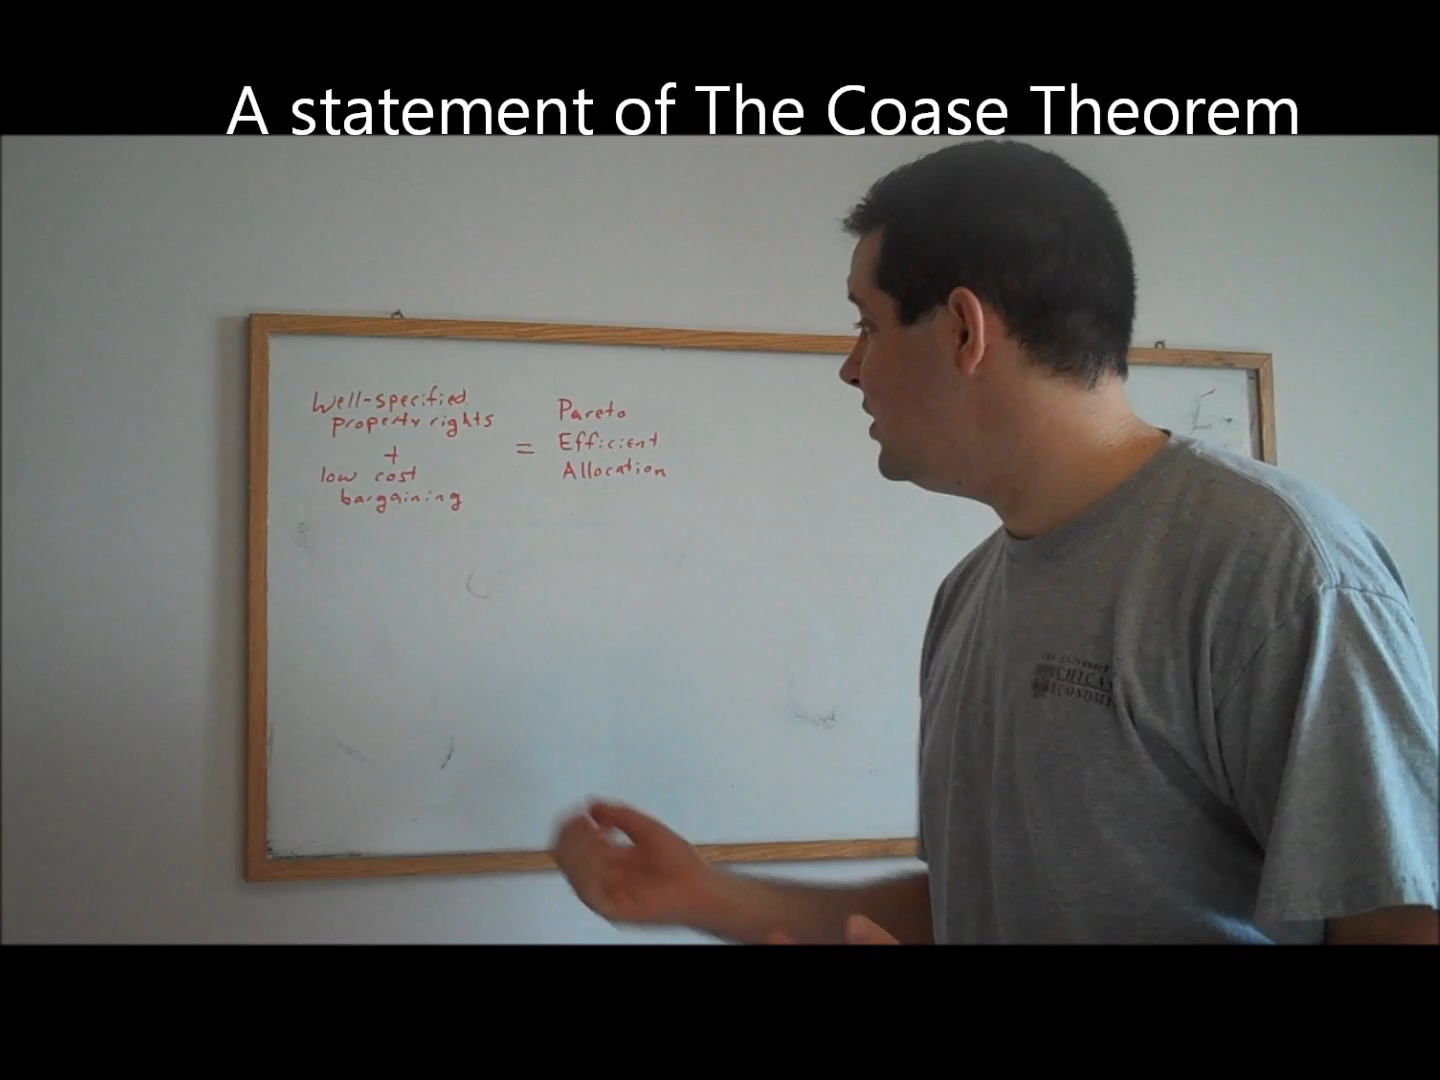 A statement of The Coase Theorem
Well-specified
property rights
+
low cost
bargaining
=
Pareto
Efficient
Allocation